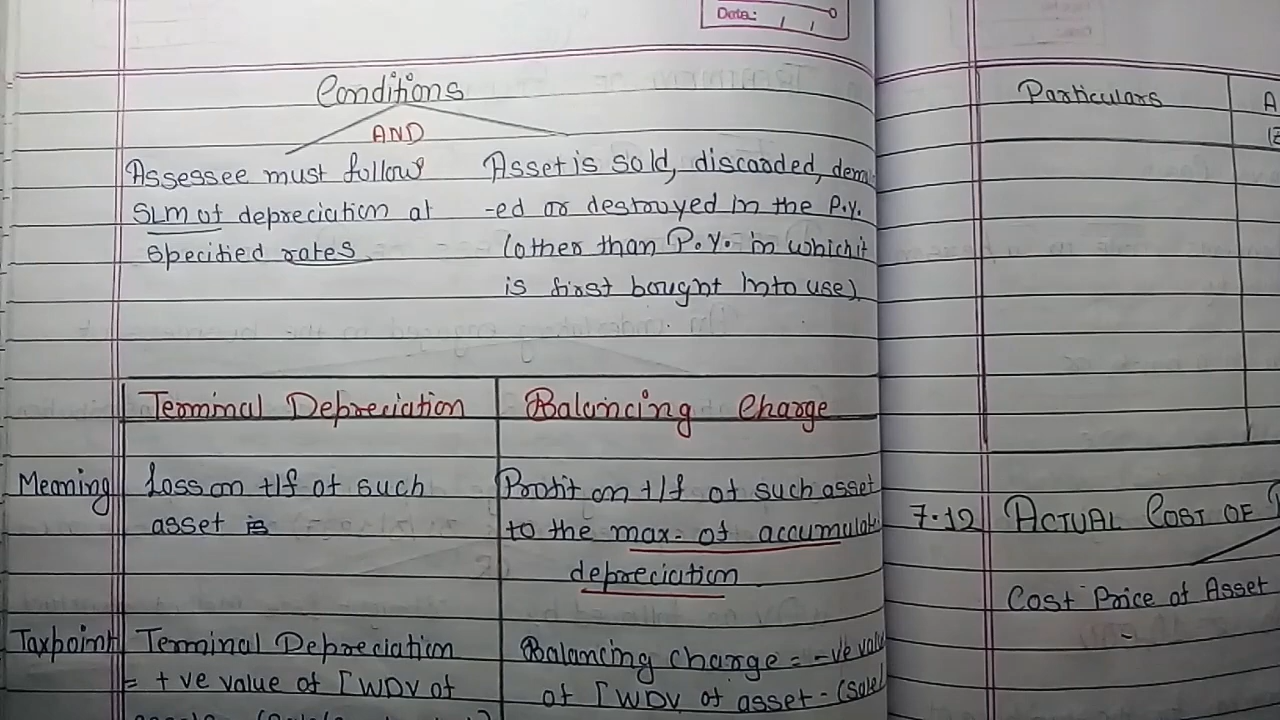 Date: / /
Conditions
AND
Assessee must follow
SLM of depreciation at
specified rates
Asset is sold, discarded, demo
-ed or destroyed in the P.Y.
(other than P.Y. in which it
is first bought into use)
Terminal Depreciation
Balancing Charge
Meaning
Loss on t/f of such
asset is
Profit on t/f of such asset
to the max. of accumulat
depreciation
Taxpoint
Terminal Depreciation
= +ve value of [WDV of
Balancing charge = -ve value
of [WDV of asset - (Sale
Particulars
A
7.12 ACTUAL COST OF
Cost Price of Asset